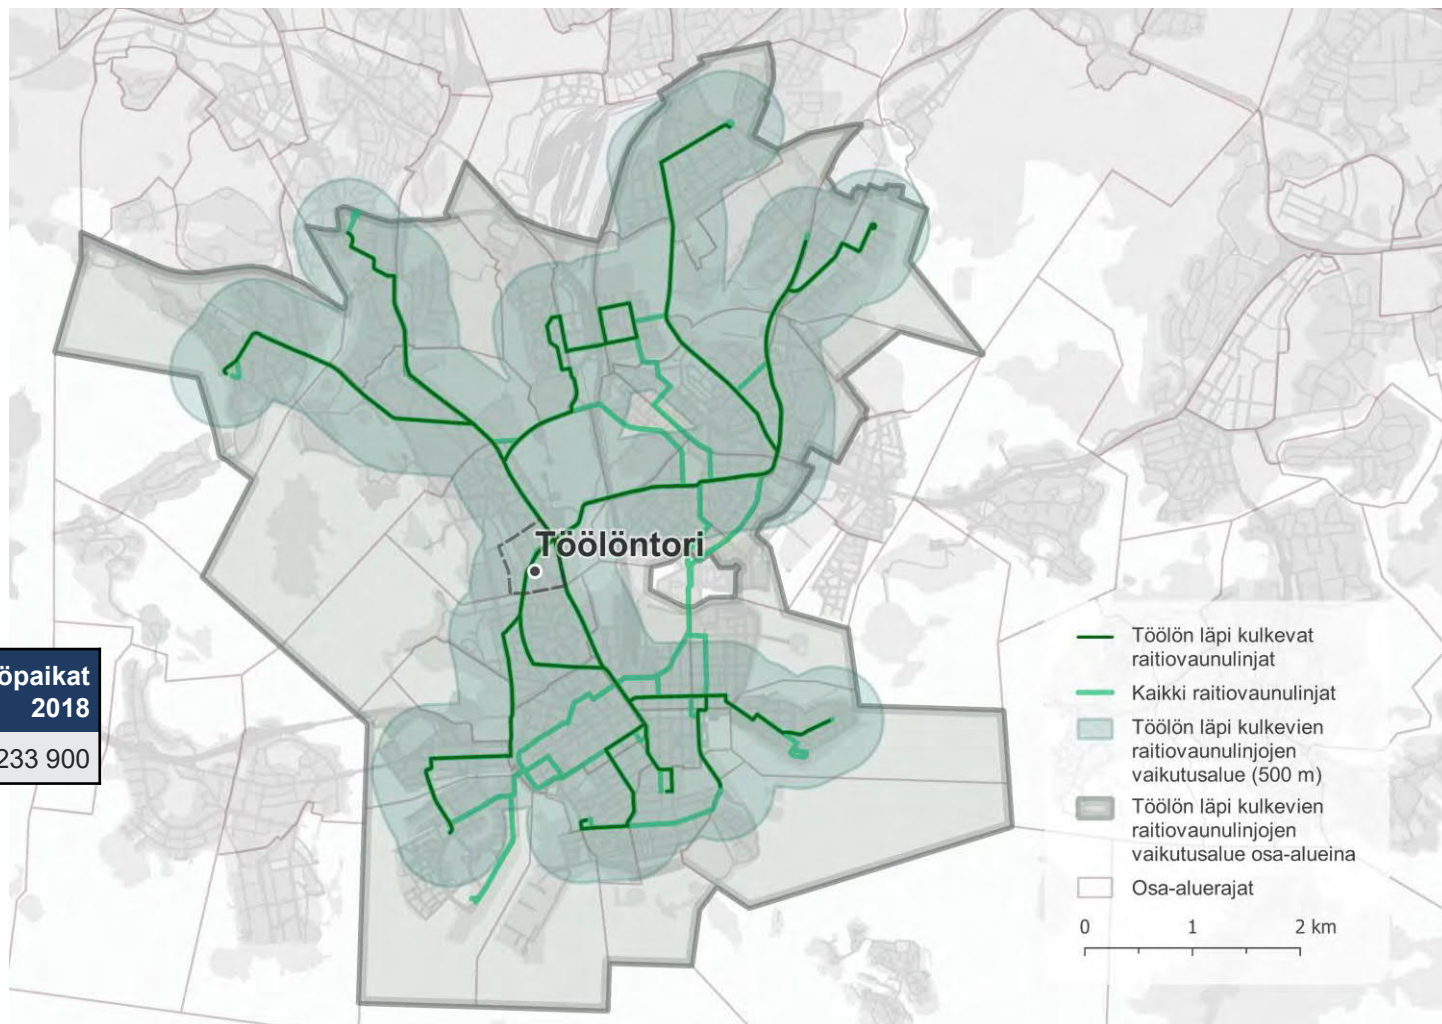 Töölöntori
öpaikat
2018
233 900
Töölön läpi kulkevat
raitiovaunulinjat
Kaikki raitiovaunulinjat
Töölön läpi kulkevien
raitiovaunulinjojen
vaikutusalue (500 m)
Töölön läpi kulkevien
raitiovaunulinjojen
vaikutusalue osa-alueina
Osa-aluerajat
0 1 2 km